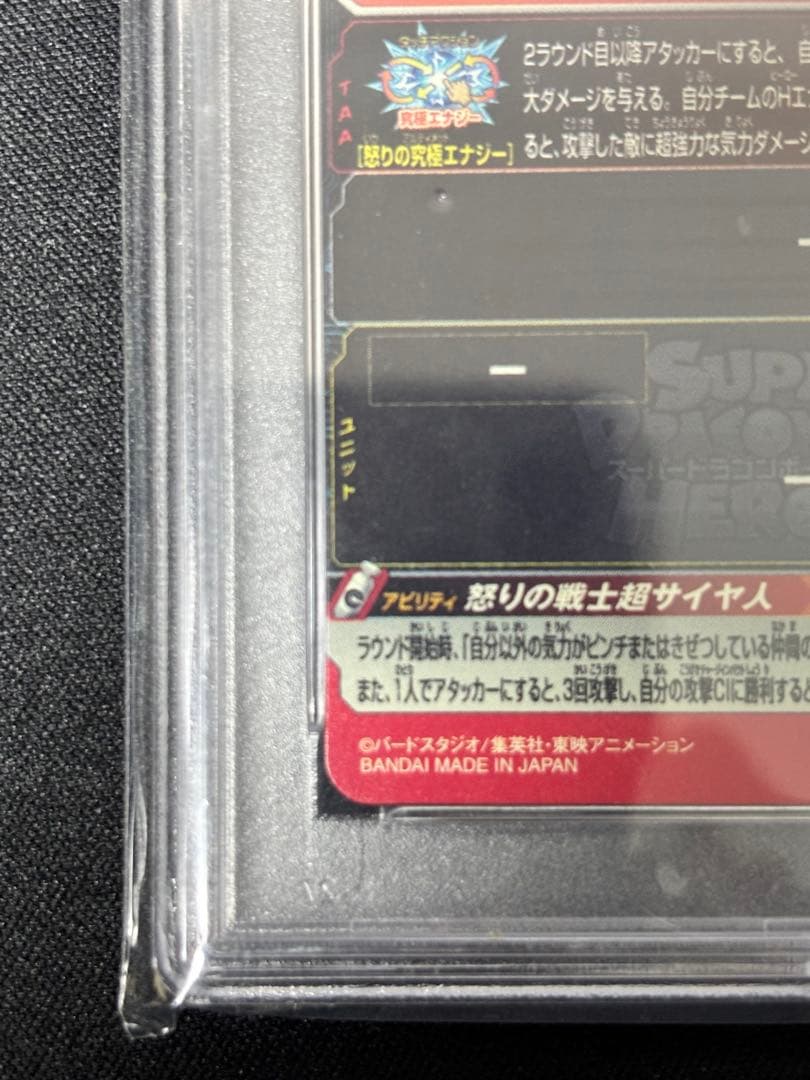 2ラウンド目以降アタッカーにすると、
TAA
究極エナジー
大ダメージを与える。自分チームのHエ
[怒りの究極エナジー]
ると、攻撃した敵に超強力な気力ダメージ
ー
ユニット
SUP
スーパードラゴンボ
HERO
アビリティ 怒りの戦士超サイヤ人
ラウンド開始時、「自分以外の気力がピンチまたはきぜつしている仲間の
また、1人でアタッカーにすると、3回攻撃し、自分の攻撃CIに勝利すると
©バードスタジオ/集英社・東映アニメーション
BANDAI MADE IN JAPAN